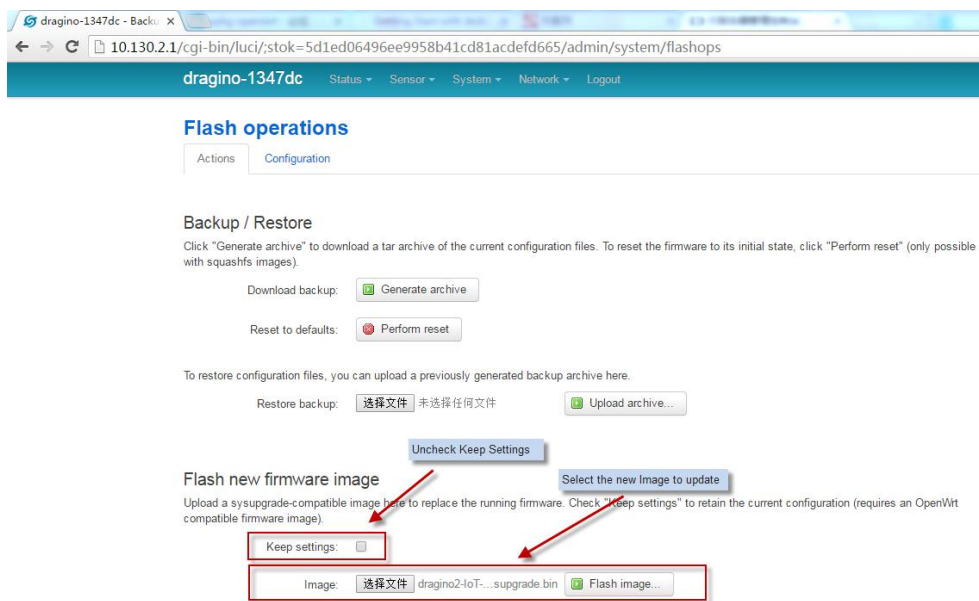 dragino-1347dc - Backu
10.130.2.1/cgi-bin/luci/;stok=5d1ed06496ee9958b41cd81acdefd665/admin/system/flashops
dragino-1347dc Status Sensor System Network Logout
Flash operations
Actions Configuration
Backup / Restore
Click "Generate archive" to download a tar archive of the current configuration files. To reset the firmware to its initial state, click "Perform reset" (only possible
with squashfs images).
Download backup: Generate archive
Reset to defaults: Perform reset
To restore configuration files, you can upload a previously generated backup archive here.
Restore backup: 选择文件 未选择任何文件 Upload archive...
Uncheck Keep Settings
Flash new firmware image
Select the new Image to update
Upload a sysupgrade-compatible image here to replace the running firmware. Check "Keep settings" to retain the current configuration (requires an OpenWrt
compatible firmware image).
Keep settings:
Image: 选择文件 dragino2-IoT-...supgrade.bin Flash image...